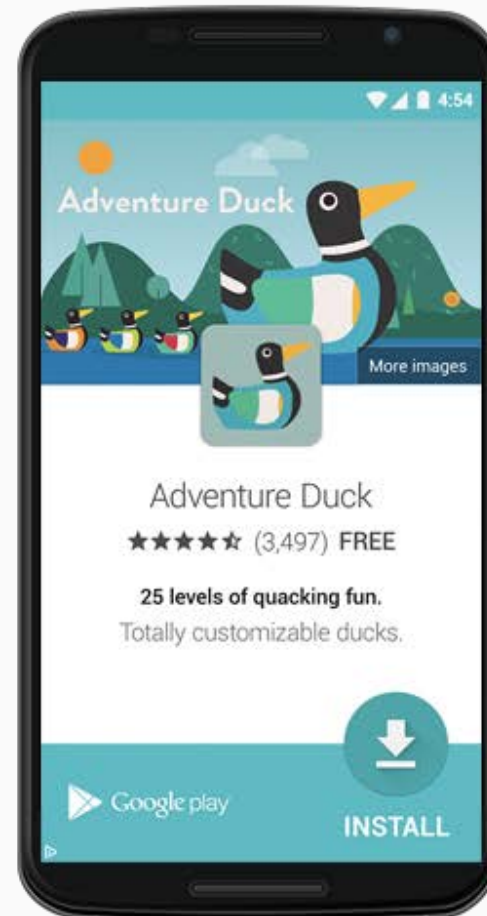 4:54
Adventure Duck
More images
Adventure Duck
(3,497) FREE
25 levels of quacking fun.
Totally customizable ducks.
Google play
INSTALL